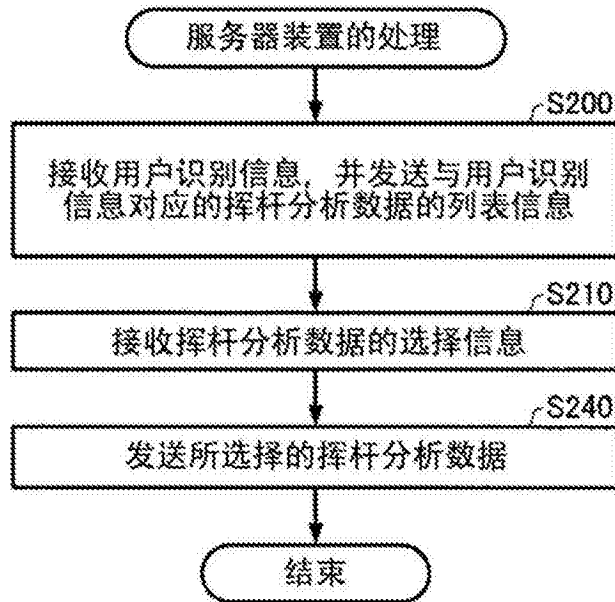 服务器装置的处理
S200
接收用户识别信息，并发送与用户识别
信息对应的挥杆分析数据的列表信息
S210
接收挥杆分析数据的选择信息
S240
发送所选择的挥杆分析数据
结束